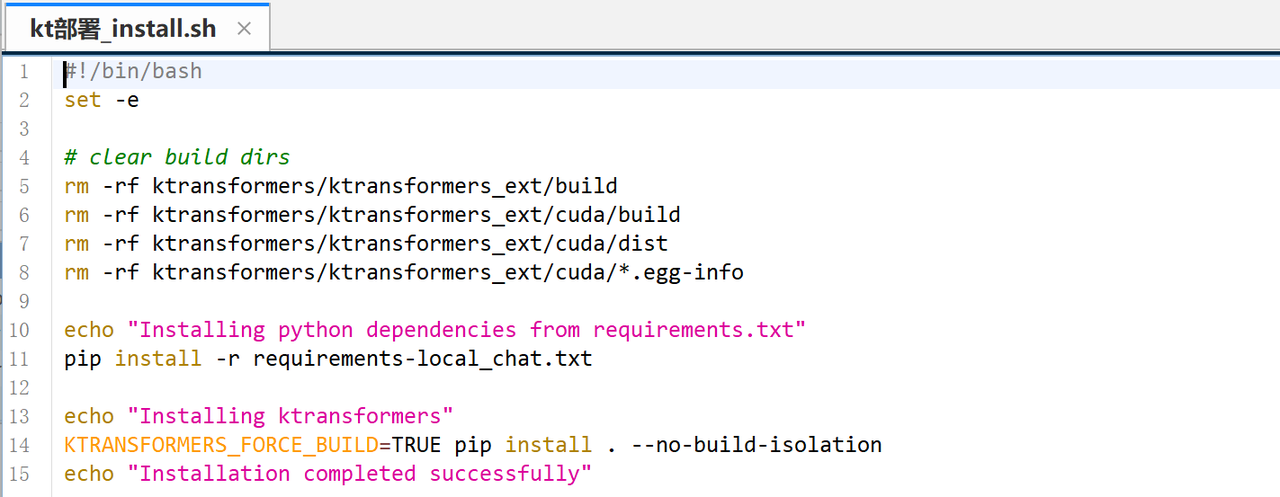 kt部署_install.sh ×
1 #!/bin/bash
2 set -e
3
4 # clear build dirs
5 rm -rf ktransformers/ktransformers_ext/build
6 rm -rf ktransformers/ktransformers_ext/cuda/build
7 rm -rf ktransformers/ktransformers_ext/cuda/dist
8 rm -rf ktransformers/ktransformers_ext/cuda/*.egg-info
9
10 echo "Installing python dependencies from requirements.txt"
11 pip install -r requirements-local_chat.txt
12
13 echo "Installing ktransformers"
14 KTRANSFORMERS_FORCE_BUILD=TRUE pip install . --no-build-isolation
15 echo "Installation completed successfully"